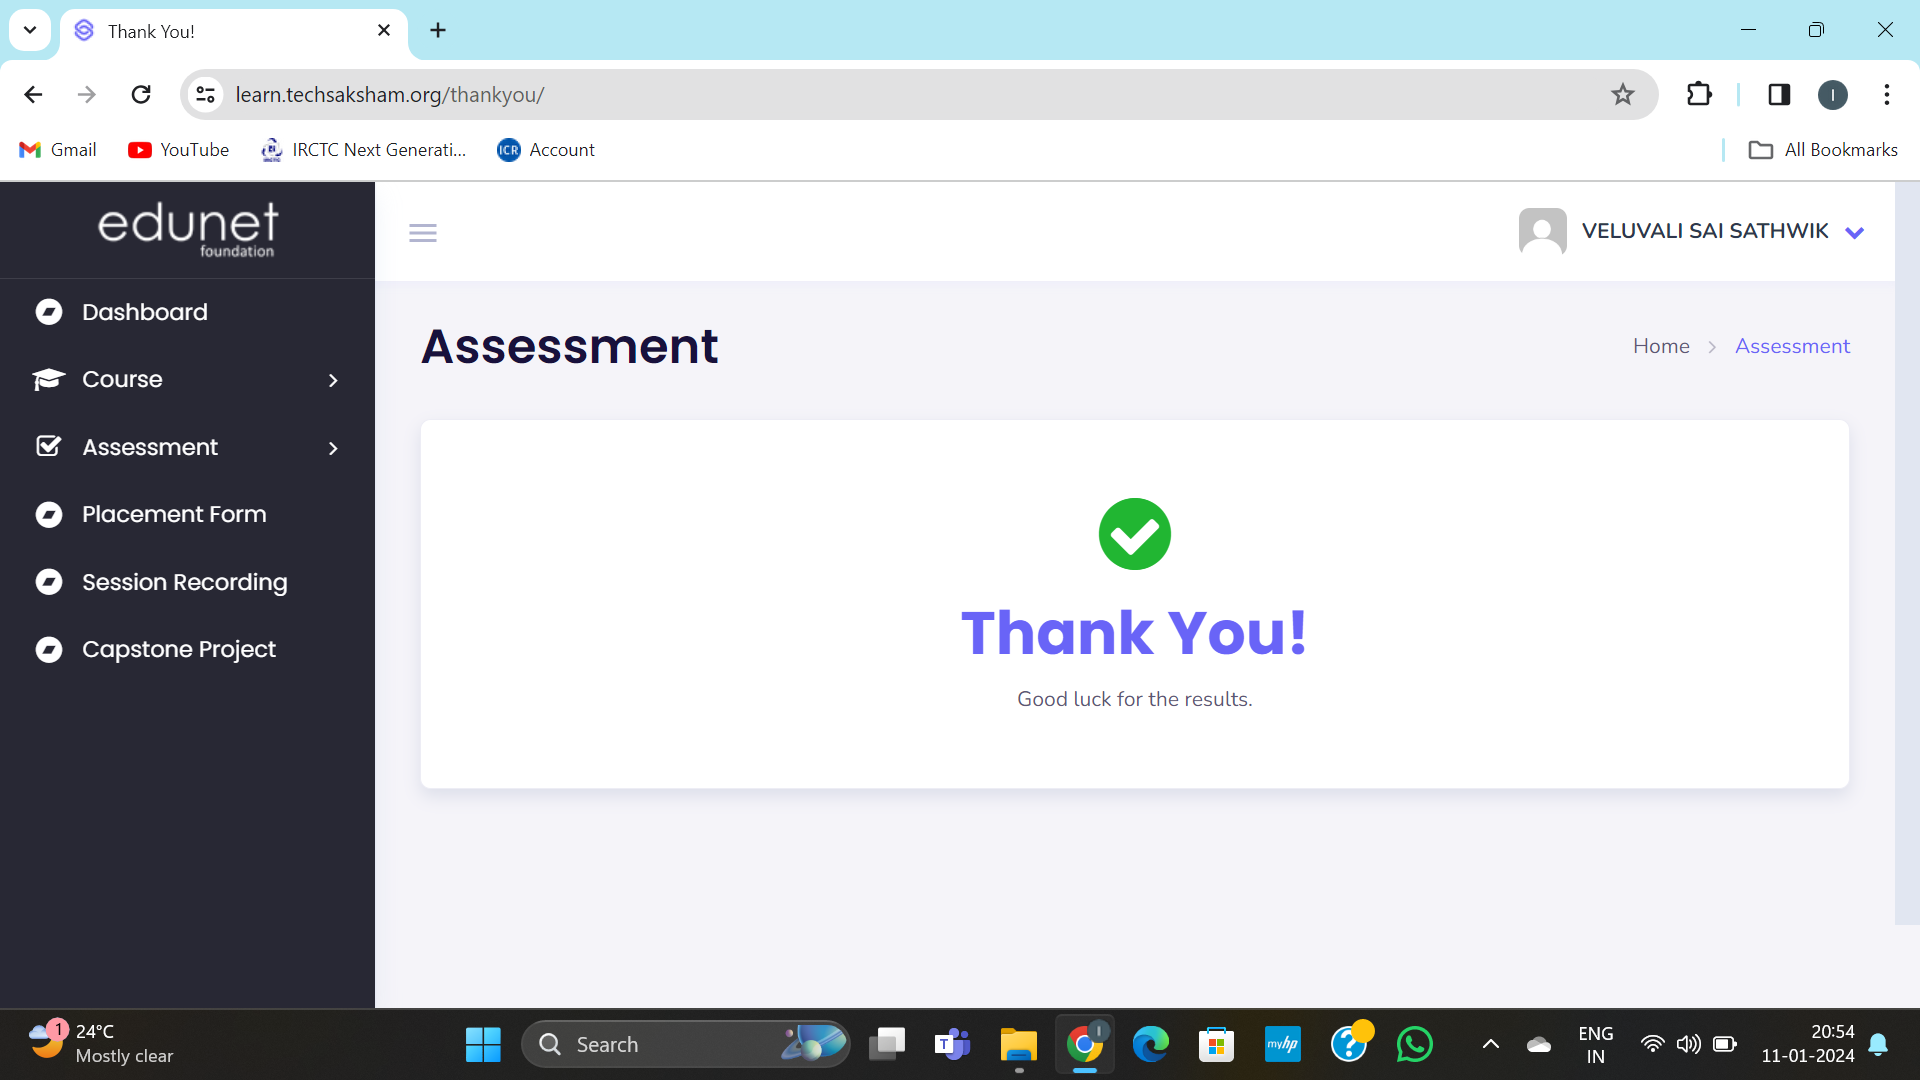 Thank You!
learn.techsaksham.org/thankyou/
I
Gmail
YouTube
IRCTC Next Generati...
ICR
Account
All Bookmarks
edunet
foundation
VELUVALI SAI SATHWIK
Dashboard
Course
Assessment
Placement Form
Session Recording
Capstone Project
Assessment
Home
Assessment
Thank You!
Good luck for the results.
1
24°C
Mostly clear
Search
T
I
myhp
?
ENG
IN
20:54
11-01-2024